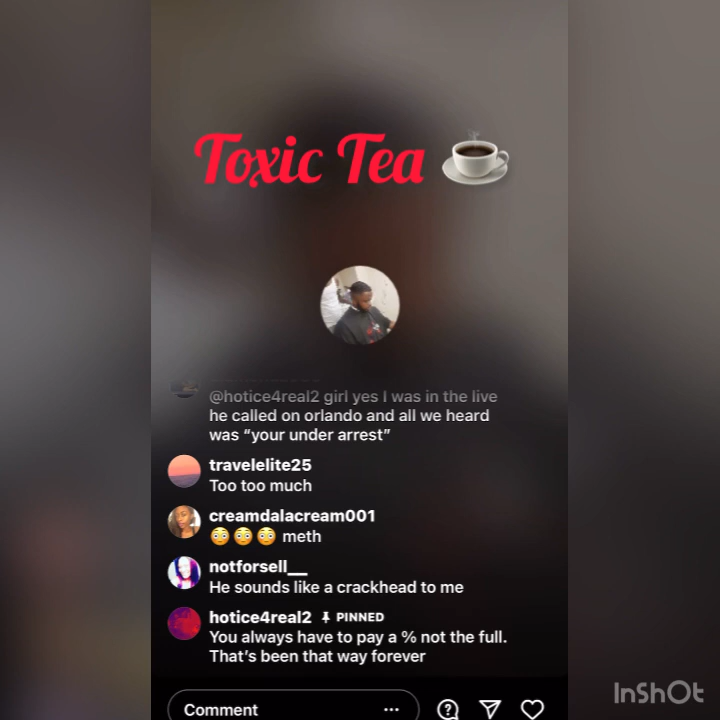 Toxic Tea
@hotice4real2 girl yes I was in the live
he called on orlando and all we heard
was “your under arrest”
travelelite25
Too too much
creamdalacream001
😳 😳 😳 meth
notforsell__
He sounds like a crackhead to me
hotice4real2 PINNED
You always have to pay a % not the full.
That's been that way forever
Comment
InShOt